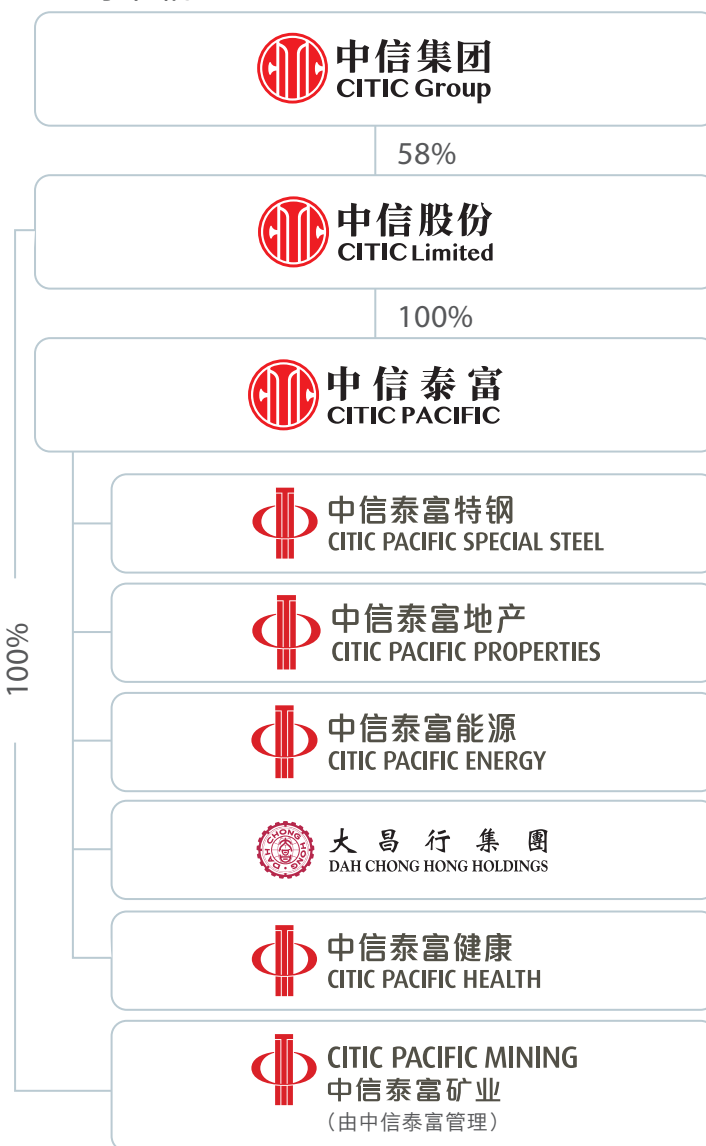 中信集团
CITIC Group
58%
中信股份
CITIC Limited
100%
中信泰富
CITIC PACIFIC
中信泰富特钢
CITIC PACIFIC SPECIAL STEEL
中信泰富地产
CITIC PACIFIC PROPERTIES
100%
中信泰富能源
CITIC PACIFIC ENERGY
DAH CHONG HONG
大昌行集團
DAH CHONG HONG HOLDINGS
中信泰富健康
CITIC PACIFIC HEALTH
CITIC PACIFIC MINING
中信泰富矿业
（由中信泰富管理）